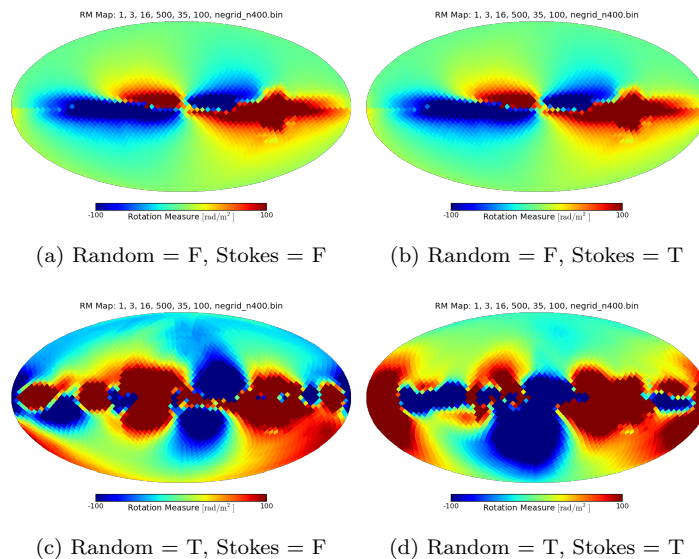 RM Map: 1, 3, 16, 500, 35, 100, negrid_n400.bin
RM Map: 1, 3, 16, 500, 35, 100, negrid_n400.bin
-100 100
Rotation Measure [rad/m²]
-100 100
Rotation Measure [rad/m²]
(a) Random = F, Stokes = F
(b) Random = F, Stokes = T
RM Map: 1, 3, 16, 500, 35, 100, negrid_n400.bin
RM Map: 1, 3, 16, 500, 35, 100, negrid_n400.bin
-100 100
Rotation Measure [rad/m²]
-100 100
Rotation Measure [rad/m²]
(c) Random = T, Stokes = F
(d) Random = T, Stokes = T